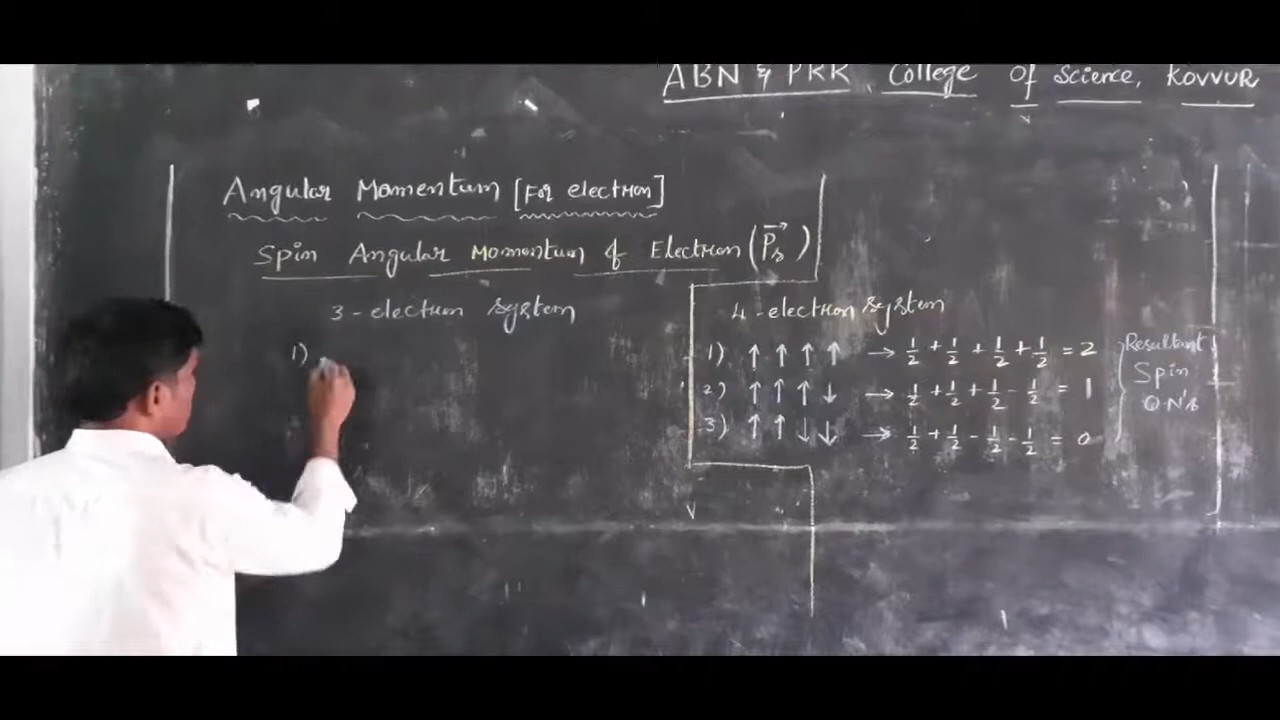 ABN & PRR College Of Science, KOVVUR
Angular Momentum [For electron]
Spin Angular Momentum of Electron (P⃗s)
3-electron system
1)
4-electron system
1) ↑ ↑ ↑ ↑ → 1/2 + 1/2 + 1/2 + 1/2 = 2
2) ↑ ↑ ↑ ↓ → 1/2 + 1/2 + 1/2 - 1/2 = 1
3) ↑ ↑ ↓ ↓ → 1/2 + 1/2 - 1/2 - 1/2 = 0
Resultant
Spin
Q.N's